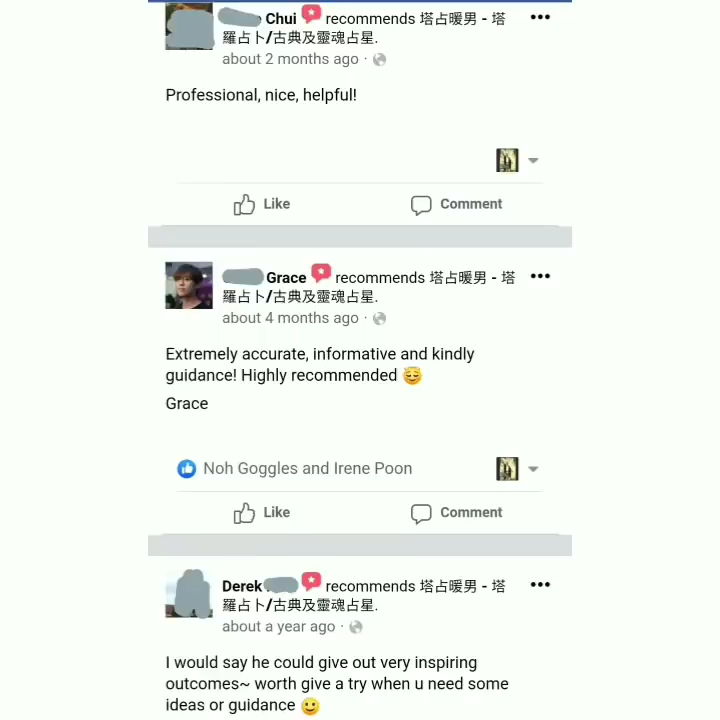 Chui recommends 塔占暖男 - 塔
羅占卜/古典及靈魂占星.
about 2 months ago ·
Professional, nice, helpful!
Like Comment
Grace recommends 塔占暖男 - 塔
羅占卜/古典及靈魂占星.
about 4 months ago ·
Extremely accurate, informative and kindly
guidance! Highly recommended 😇
Grace
Noh Goggles and Irene Poon
Like Comment
Derek recommends 塔占暖男 - 塔
羅占卜/古典及靈魂占星.
about a year ago ·
I would say he could give out very inspiring
outcomes~ worth give a try when u need some
ideas or guidance 🙂